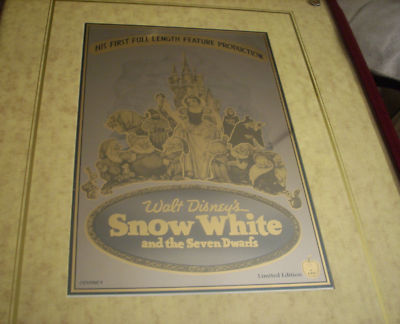 HIS FIRST FULL LENGTH FEATURE PRODUCTION
Walt Disney's
Snow White
and the Seven Dwarfs
Limited Edition